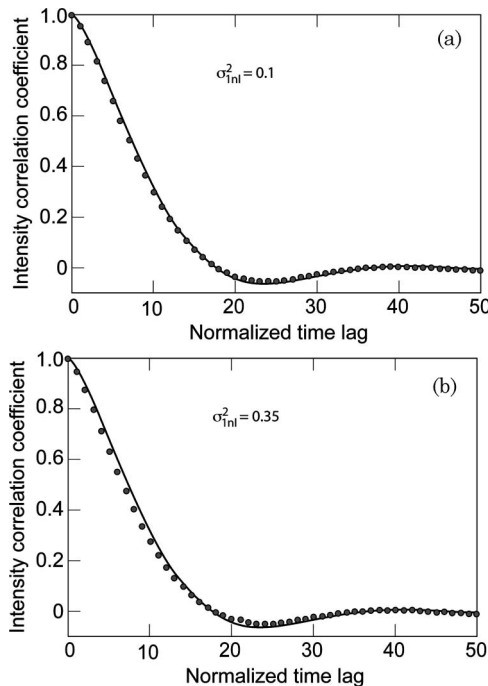 (a)
σ²₁nI = 0.1
Intensity correlation coefficient
1.0
0.8
0.6
0.4
0.2
0
0 10 20 30 40 50
Normalized time lag
(b)
σ²₁nI = 0.35
Intensity correlation coefficient
1.0
0.8
0.6
0.4
0.2
0
0 10 20 30 40 50
Normalized time lag